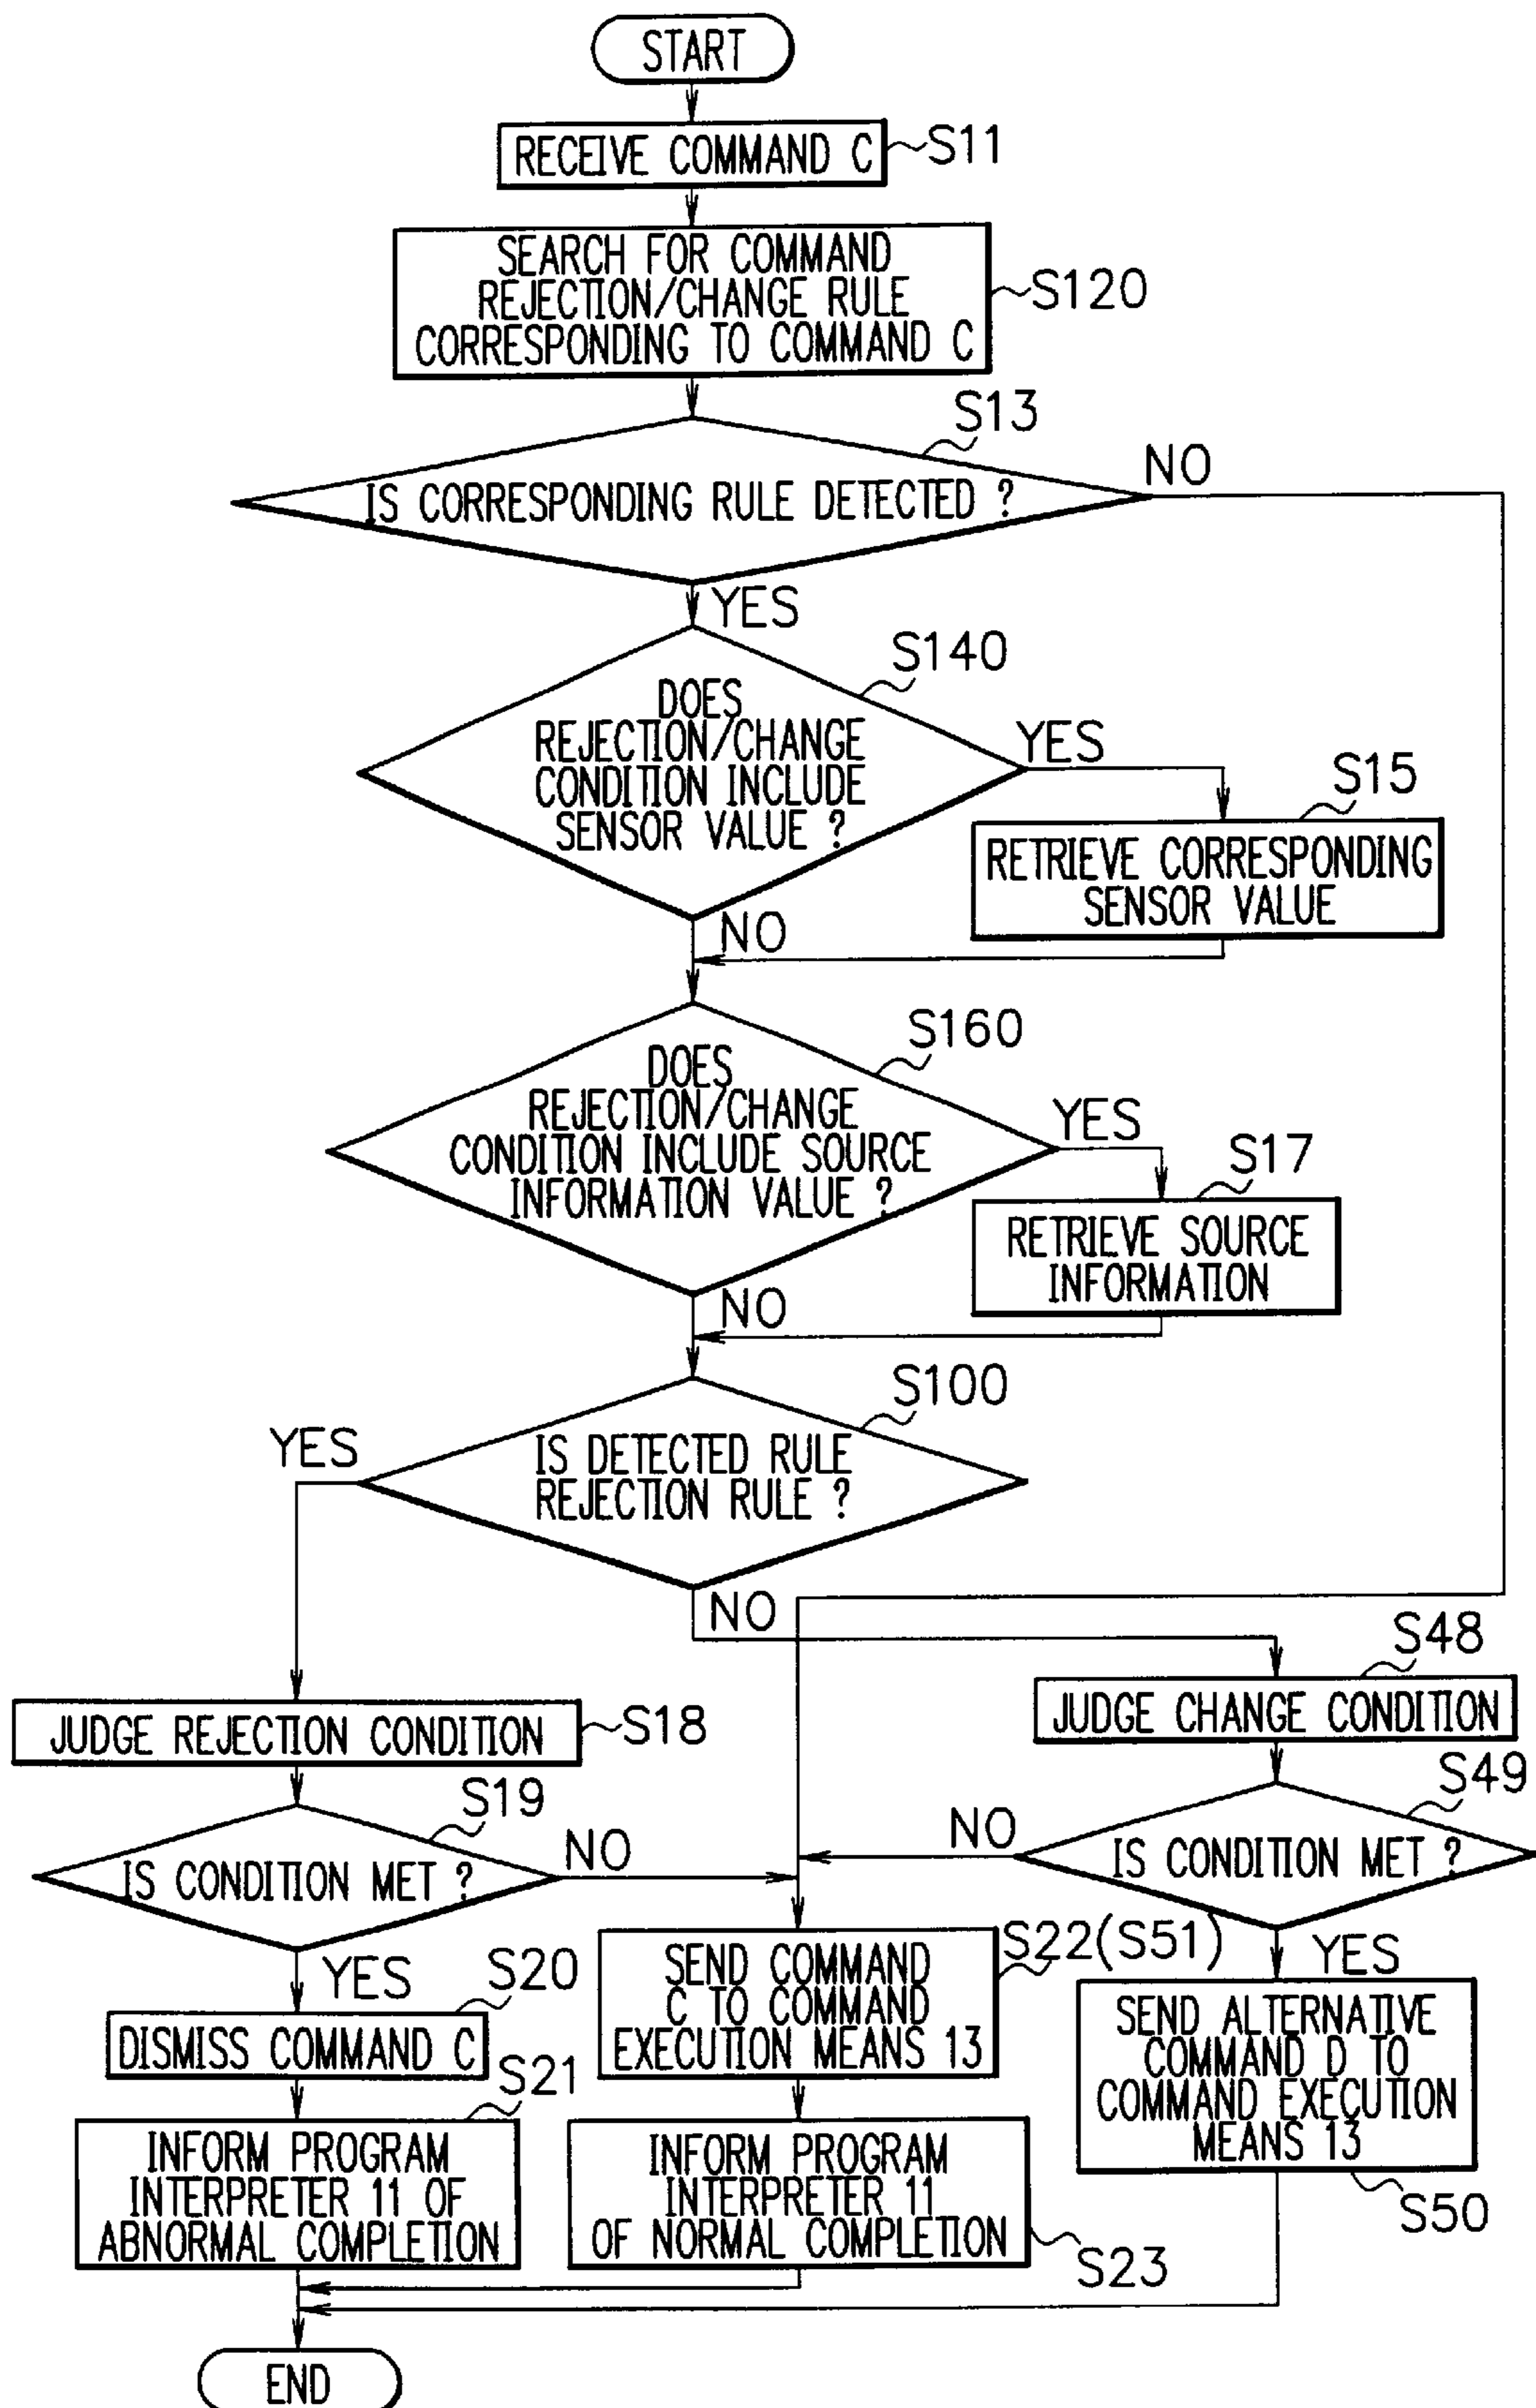 START
RECEIVE COMMAND C
S11
SEARCH FOR COMMAND
REJECTION/CHANGE RULE
CORRESPONDING TO COMMAND C
S120
S13
IS CORRESPONDING RULE DETECTED ?
NO
YES
S140
DOES
REJECTION/CHANGE
CONDITION INCLUDE
SENSOR VALUE ?
YES
S15
RETRIEVE CORRESPONDING
SENSOR VALUE
NO
S160
DOES
REJECTION/CHANGE
CONDITION INCLUDE SOURCE
INFORMATION VALUE ?
YES
S17
RETRIEVE SOURCE
INFORMATION
NO
S100
YES
IS DETECTED RULE
REJECTION RULE ?
NO
S48
JUDGE REJECTION CONDITION
S18
JUDGE CHANGE CONDITION
S19
S49
IS CONDITION MET ?
NO
NO
IS CONDITION MET ?
YES
S20
DISMISS COMMAND C
S22(S51)
SEND COMMAND
C TO COMMAND
EXECUTION MEANS 13
YES
SEND ALTERNATIVE
COMMAND D TO
COMMAND EXECUTION
MEANS 13
S50
S21
INFORM PROGRAM
INTERPRETER 11 OF
ABNORMAL COMPLETION
INFORM PROGRAM
INTERPRETER 11
OF NORMAL COMPLETION
S23
END